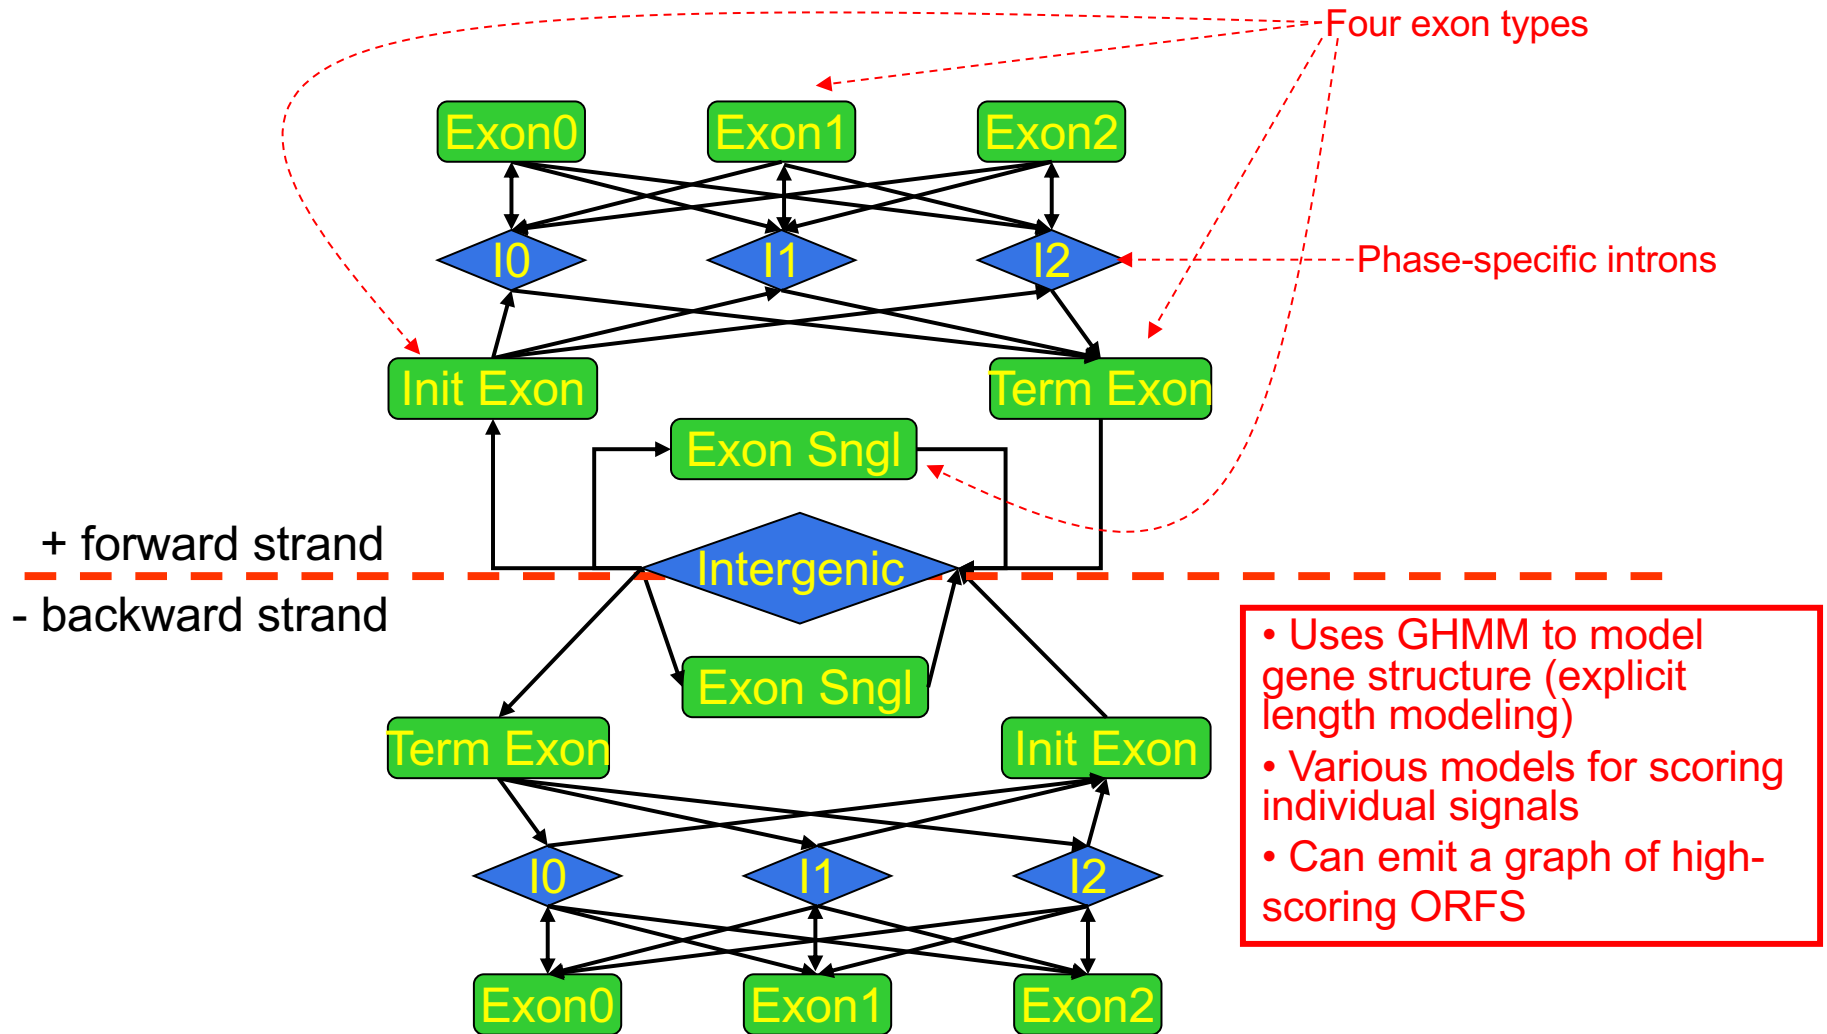 Four exon types
Exon0 Exon1 Exon2
I0 I1 I2
Phase-specific introns
Init Exon Term Exon
Exon Sngl
+ forward strand
Intergenic
- backward strand
Exon Sngl
Term Exon Init Exon
I0 I1 I2
Exon0 Exon1 Exon2
• Uses GHMM to model
gene structure (explicit
length modeling)
• Various models for scoring
individual signals
• Can emit a graph of high-
scoring ORFS